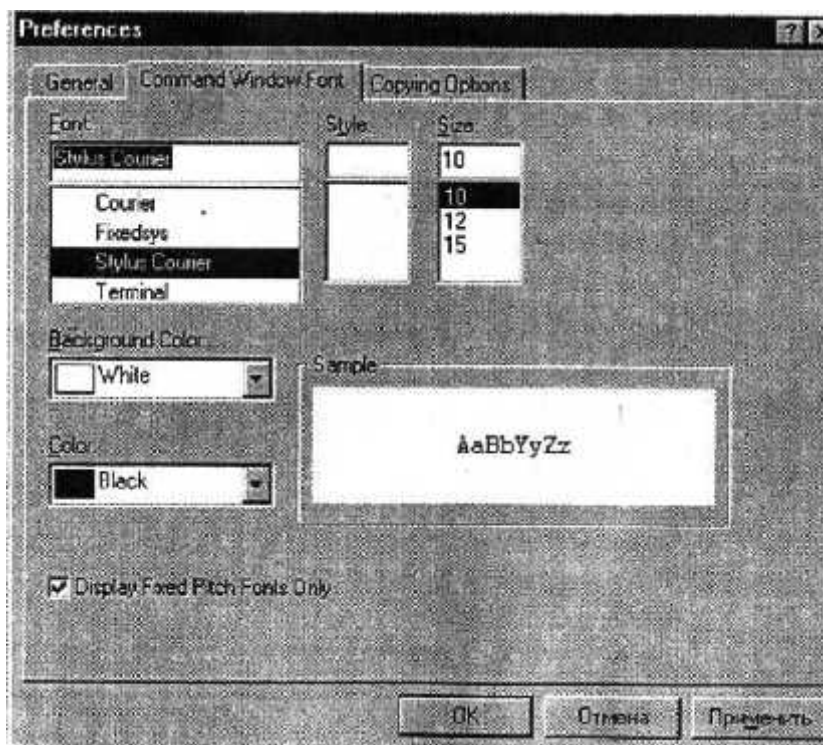 Preferences
General Command Window Font Copying Options
Font Style Size
Stylus Courier 10
Courier 10
Fixedsys 12
Stylus Courier 15
Terminal
Background Color
White Sample
AaBbYyZz
Color
Black
Display Fixed Pitch Fonts Only
OK Отмена Применить